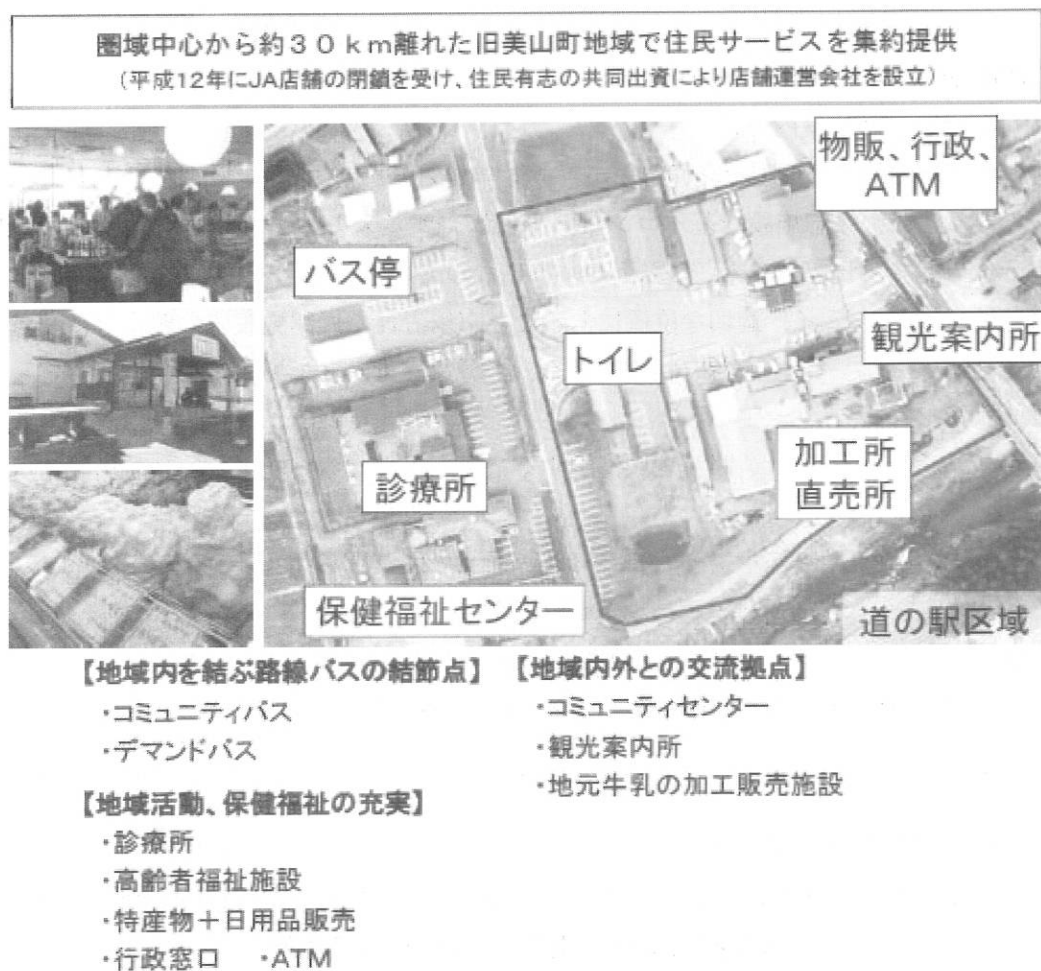 圏域中心から約30km離れた旧美山町地域で住民サービスを集約提供
(平成12年にJA店舗の閉鎖を受け、住民有志の共同出資により店舗運営会社を設立)
物販、行政、
ATM
バス停
観光案内所
トイレ
加工所
直売所
診療所
保健福祉センター
道の駅区域
【地域内を結ぶ路線バスの結節点】
・コミュニティバス
・デマンドバス
【地域活動、保健福祉の充実】
・診療所
・高齢者福祉施設
・特産物+日用品販売
・行政窓口 ・ATM
【地域内外との交流拠点】
・コミュニティセンター
・観光案内所
・地元牛乳の加工販売施設